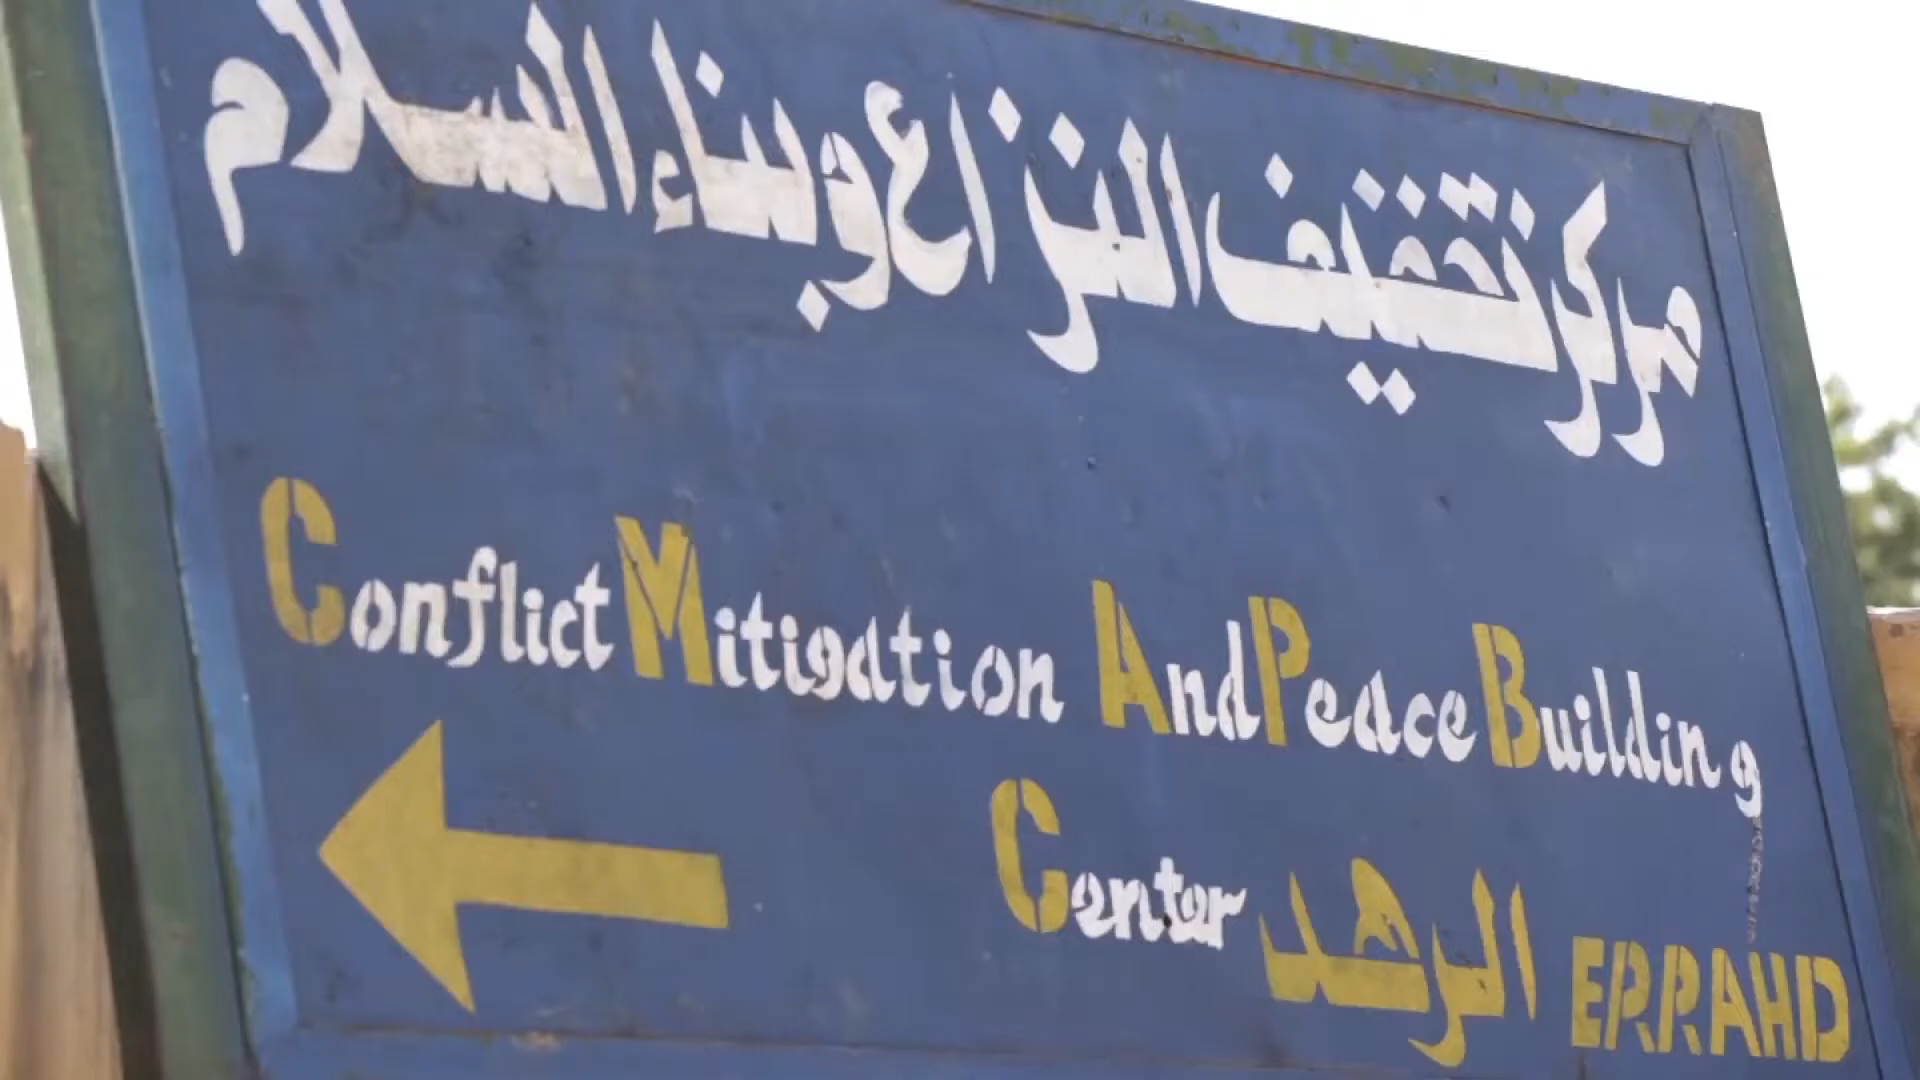 مركز تخفيف النزاع وبناء السلام
Conflict Mitigation And Peace Building
Center الرهد ERRAHD